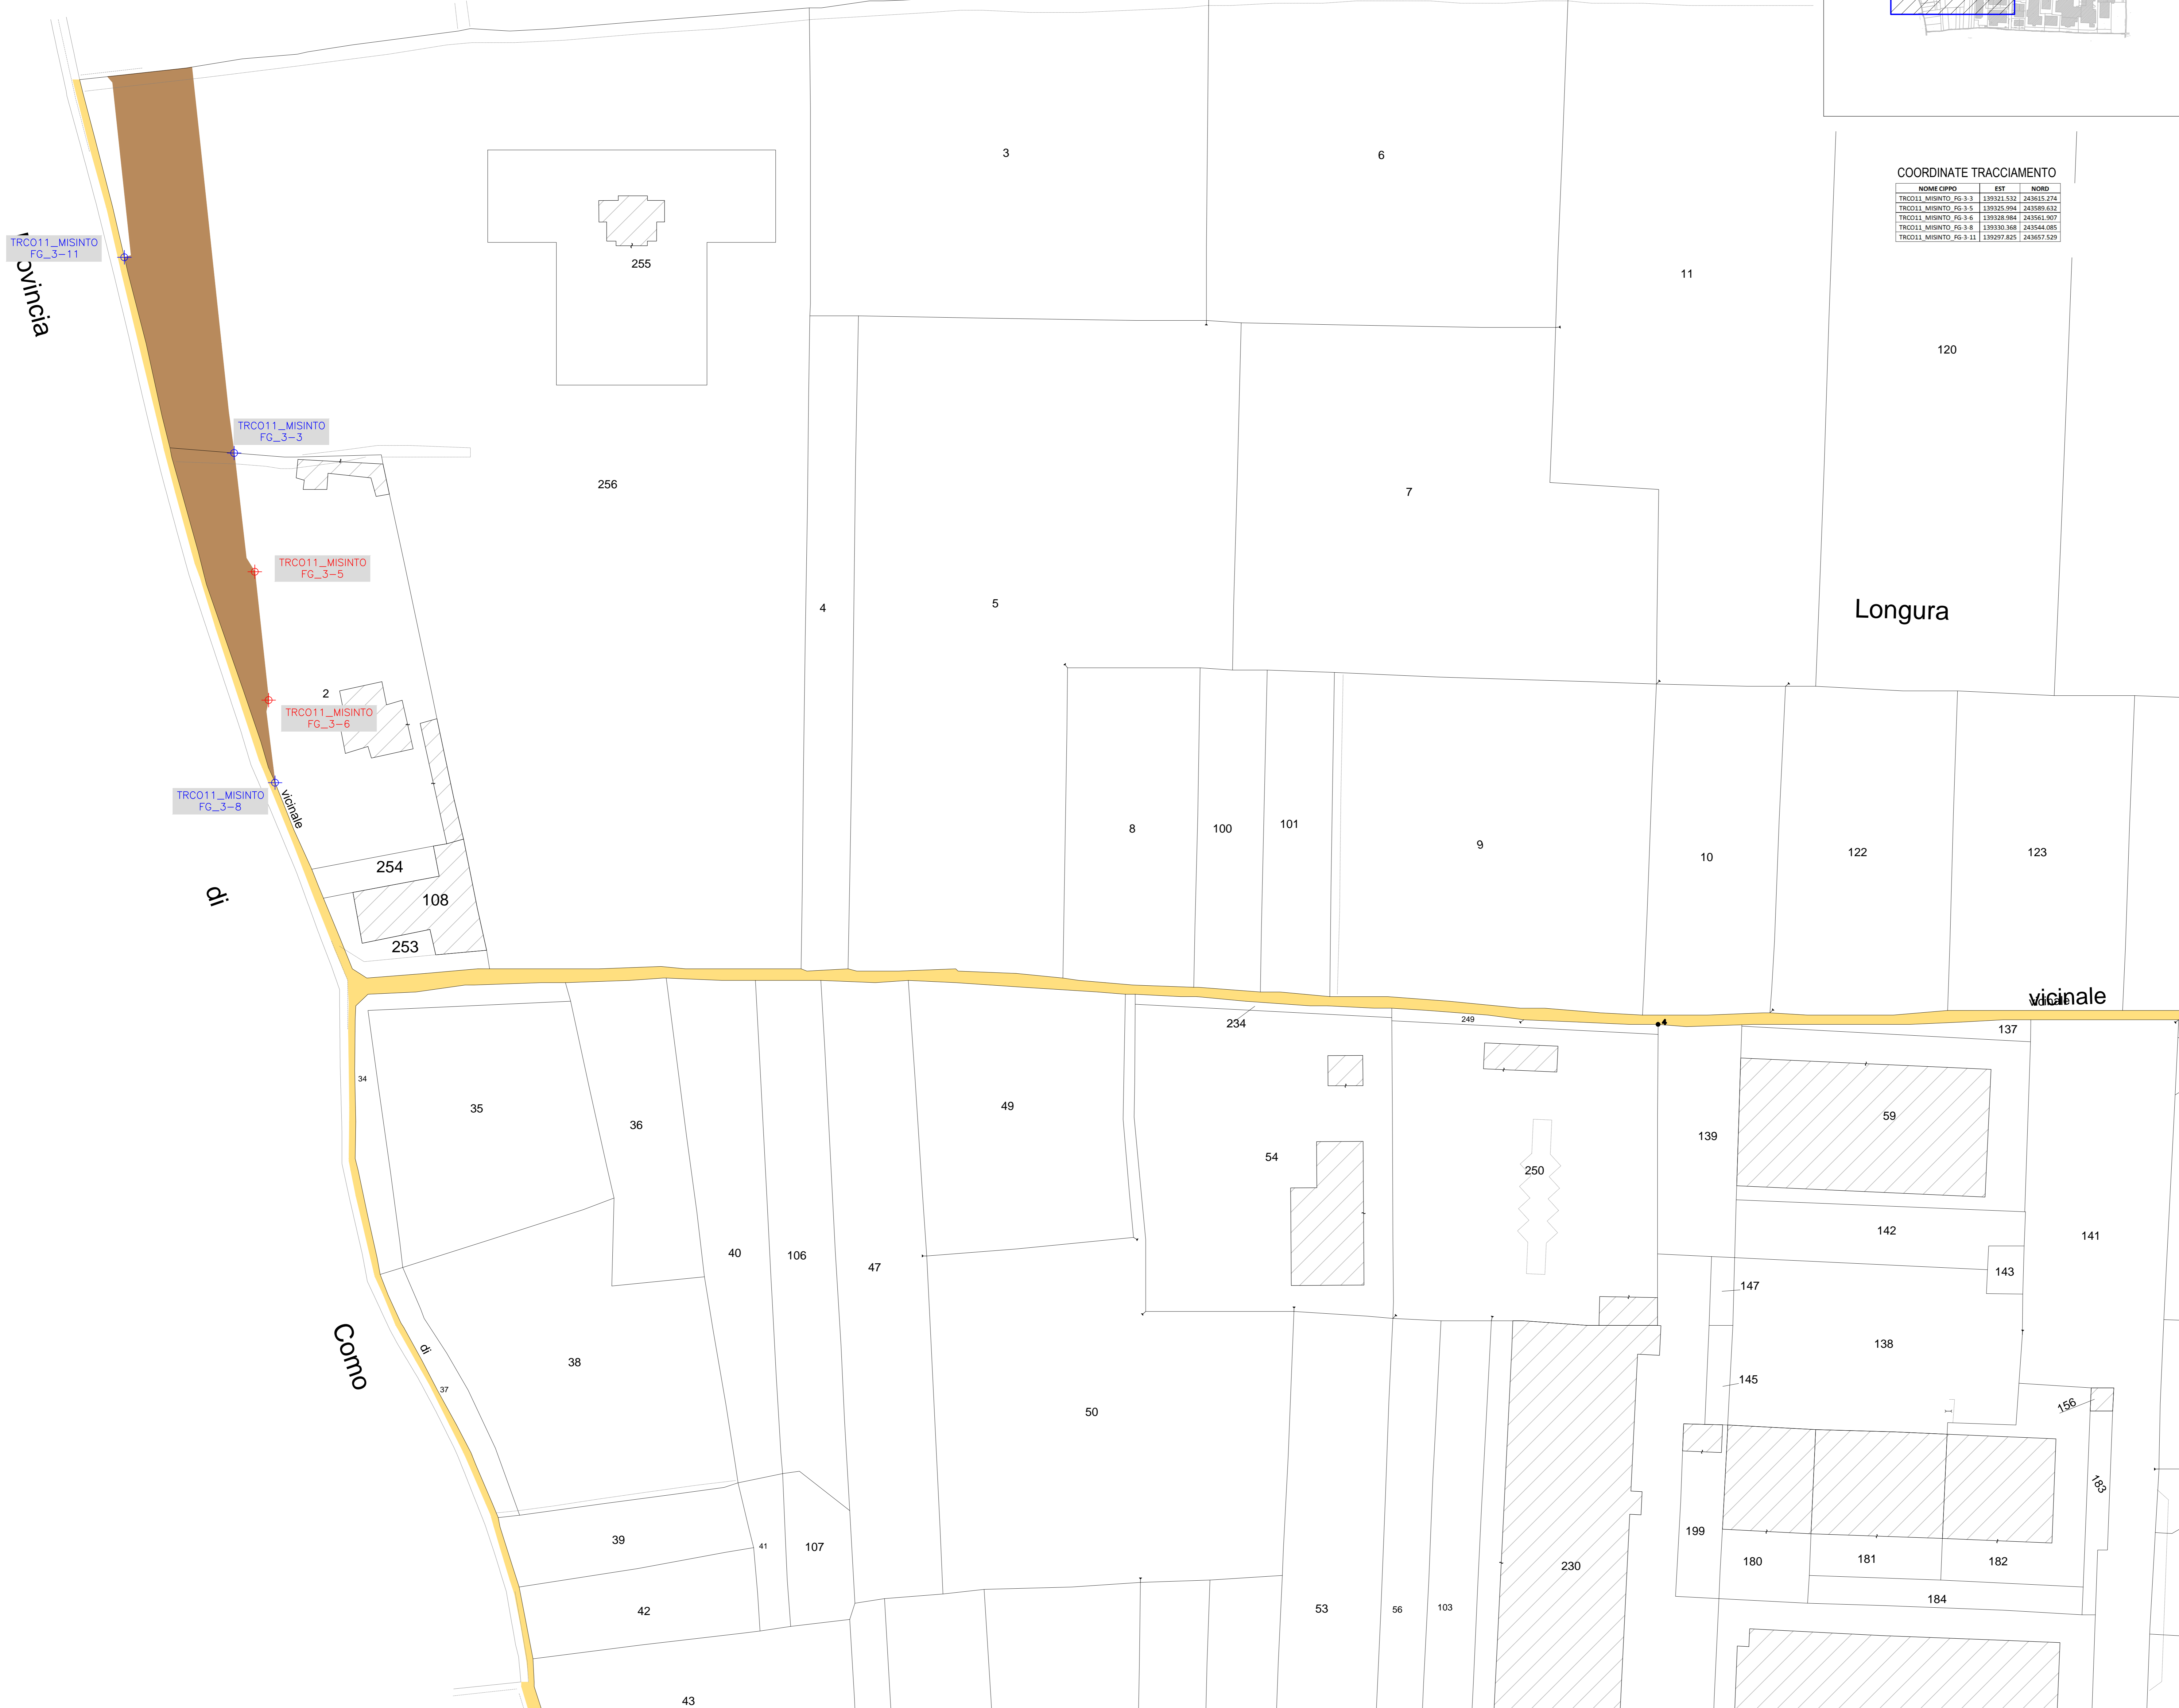 3
6
COORDINATE TRACCIAMENTO
NOME CIPPO EST NORD
TRCO11_MISINTO_FG-3-3 139321.532 243615.274
TRCO11_MISINTO_FG-3-5 139325.994 243589.632
TRCO11_MISINTO_FG-3-6 139328.984 243561.907
TRCO11_MISINTO_FG-3-8 139330.368 243544.085
TRCO11_MISINTO_FG-3-11 139297.825 243657.529
TRCO11_MISINTO
FG_3-11
ovincia
255
11
120
TRCO11_MISINTO
FG_3-3
256
7
TRCO11_MISINTO
FG_3-5
4
5
Longura
2
TRCO11_MISINTO
FG_3-6
TRCO11_MISINTO
FG_3-8
vicinale
8
100
101
9
10
122
123
254
di
108
253
vicinale
vicinale
234
249
4
137
34
35
36
49
54
250
139
59
40
106
47
142
141
143
147
Como
di
38
37
138
145
50
156
183
39
41
107
199
180
181
182
230
42
53
56
103
184
43